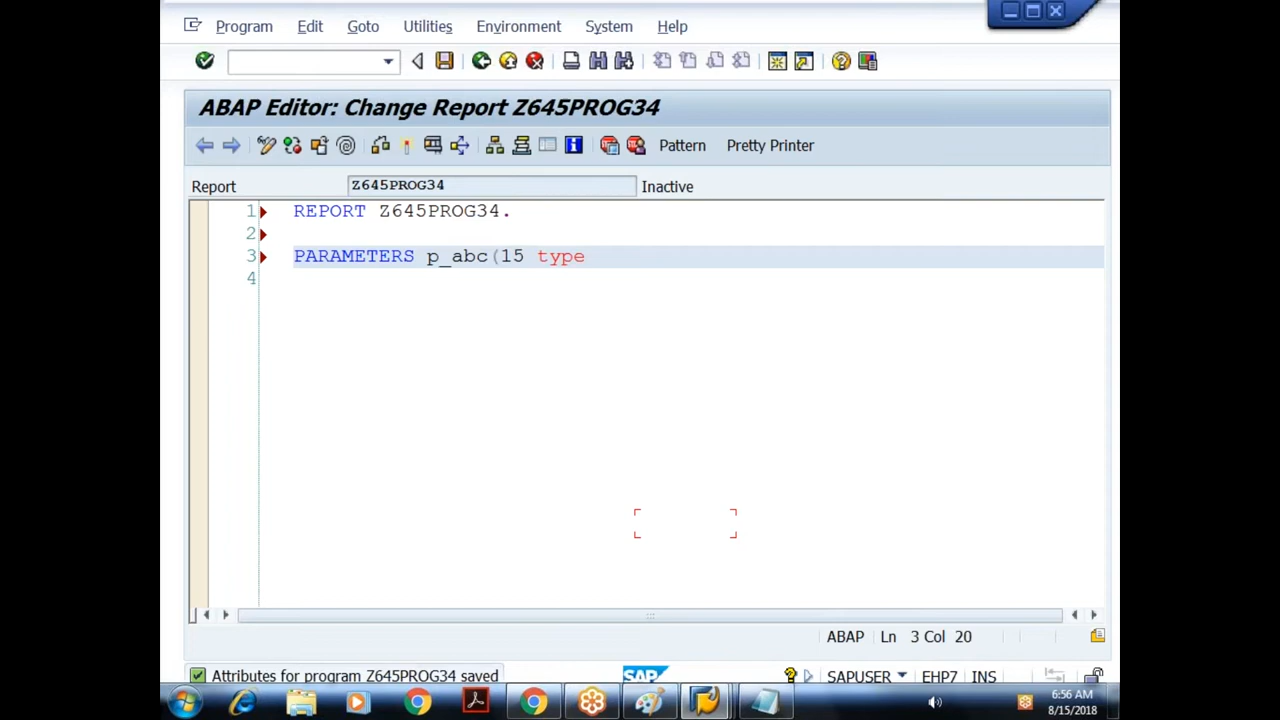 Program Edit Goto Utilities Environment System Help
ABAP Editor: Change Report Z645PROG34
Pattern Pretty Printer
Report Z645PROG34 Inactive
1 REPORT Z645PROG34.
2
3 PARAMETERS p_abc(15 type
4
ABAP Ln 3 Col 20
Attributes for program Z645PROG34 saved SAP SAPUSER EHP7 INS
6:56 AM
8/15/2018